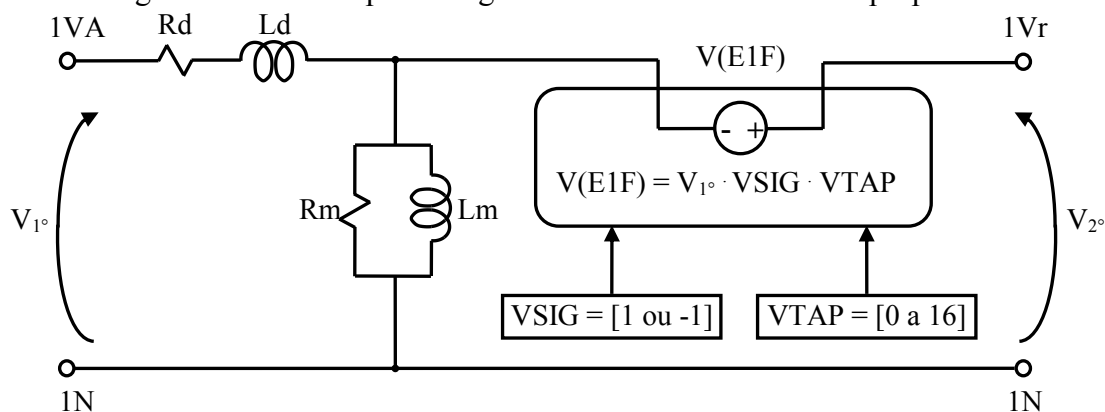 1VA
Rd
Ld
V(E1F)
1Vr
- +
V(E1F) = V1° · VSIG · VTAP
Rm
Lm
V1°
V2°
VSIG = [1 ou -1]
VTAP = [0 a 16]
1N
1N